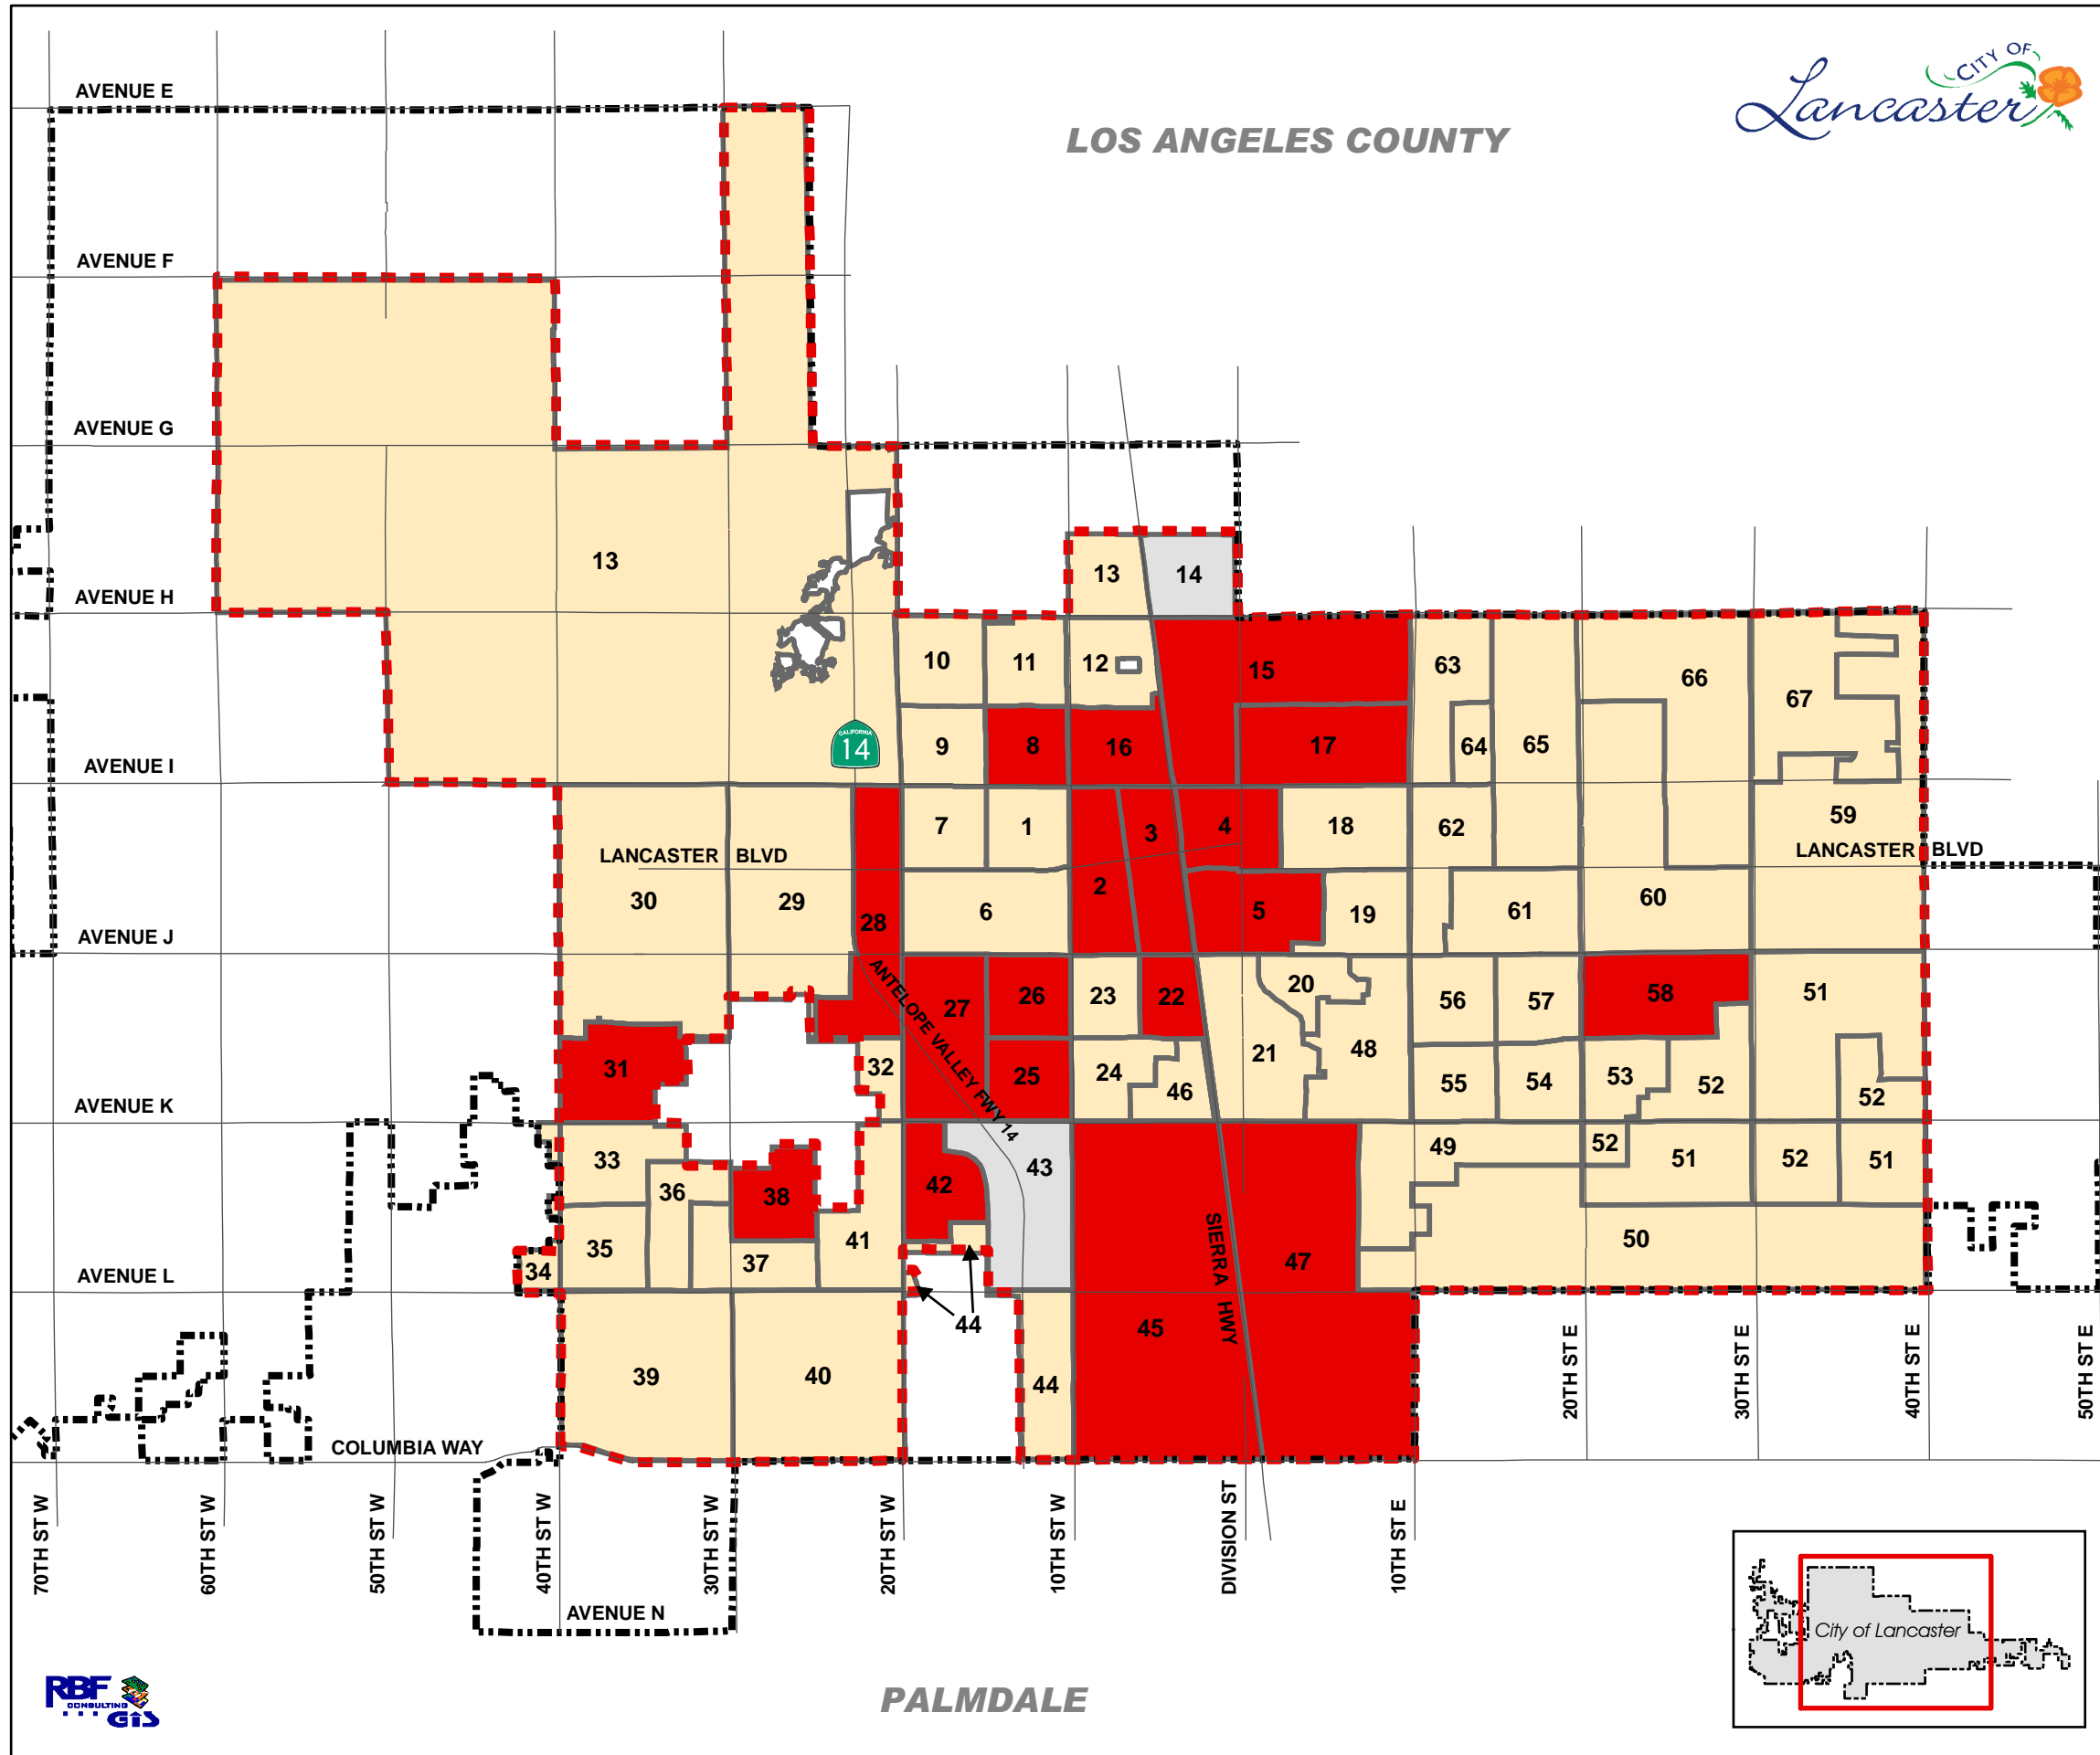 AVENUE E
CITY OF
Lancaster
LOS ANGELES COUNTY
AVENUE F
AVENUE G
13
13
14
AVENUE H
10
11
12
15
63
66
67
CALIFORNIA
14
9
8
16
17
64
65
AVENUE I
7
1
3
4
18
62
59
LANCASTER BLVD
LANCASTER BLVD
30
29
28
6
2
5
19
61
60
AVENUE J
ANTELOPE VALLEY FWY 14
27
26
23
22
20
56
57
58
51
31
32
25
24
46
21
48
55
54
53
52
52
AVENUE K
33
36
38
42
43
49
52
51
52
51
35
37
41
SIERRA HWY
47
50
AVENUE L
34
44
45
39
40
44
COLUMBIA WAY
70TH ST W
60TH ST W
50TH ST W
40TH ST W
30TH ST W
20TH ST W
10TH ST W
DIVISION ST
10TH ST E
20TH ST E
30TH ST E
40TH ST E
50TH ST E
AVENUE N
City of Lancaster
RBF
CONSULTING
GIS
PALMDALE